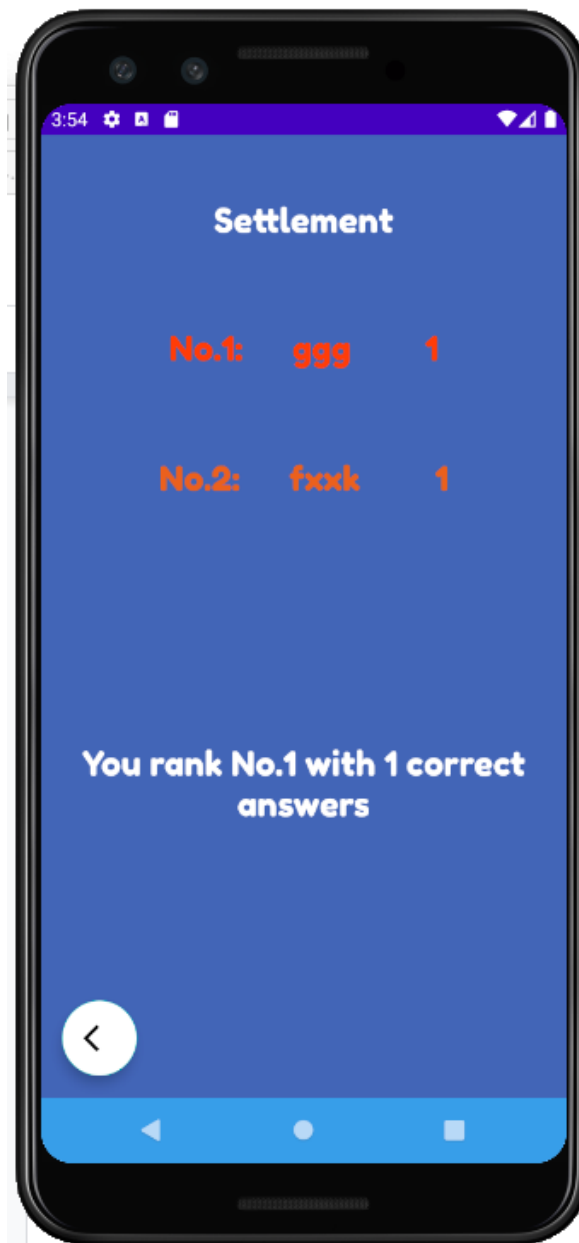 3:54
Settlement
No.1: ggg 1
No.2: fxxk 1
You rank No.1 with 1 correct
answers